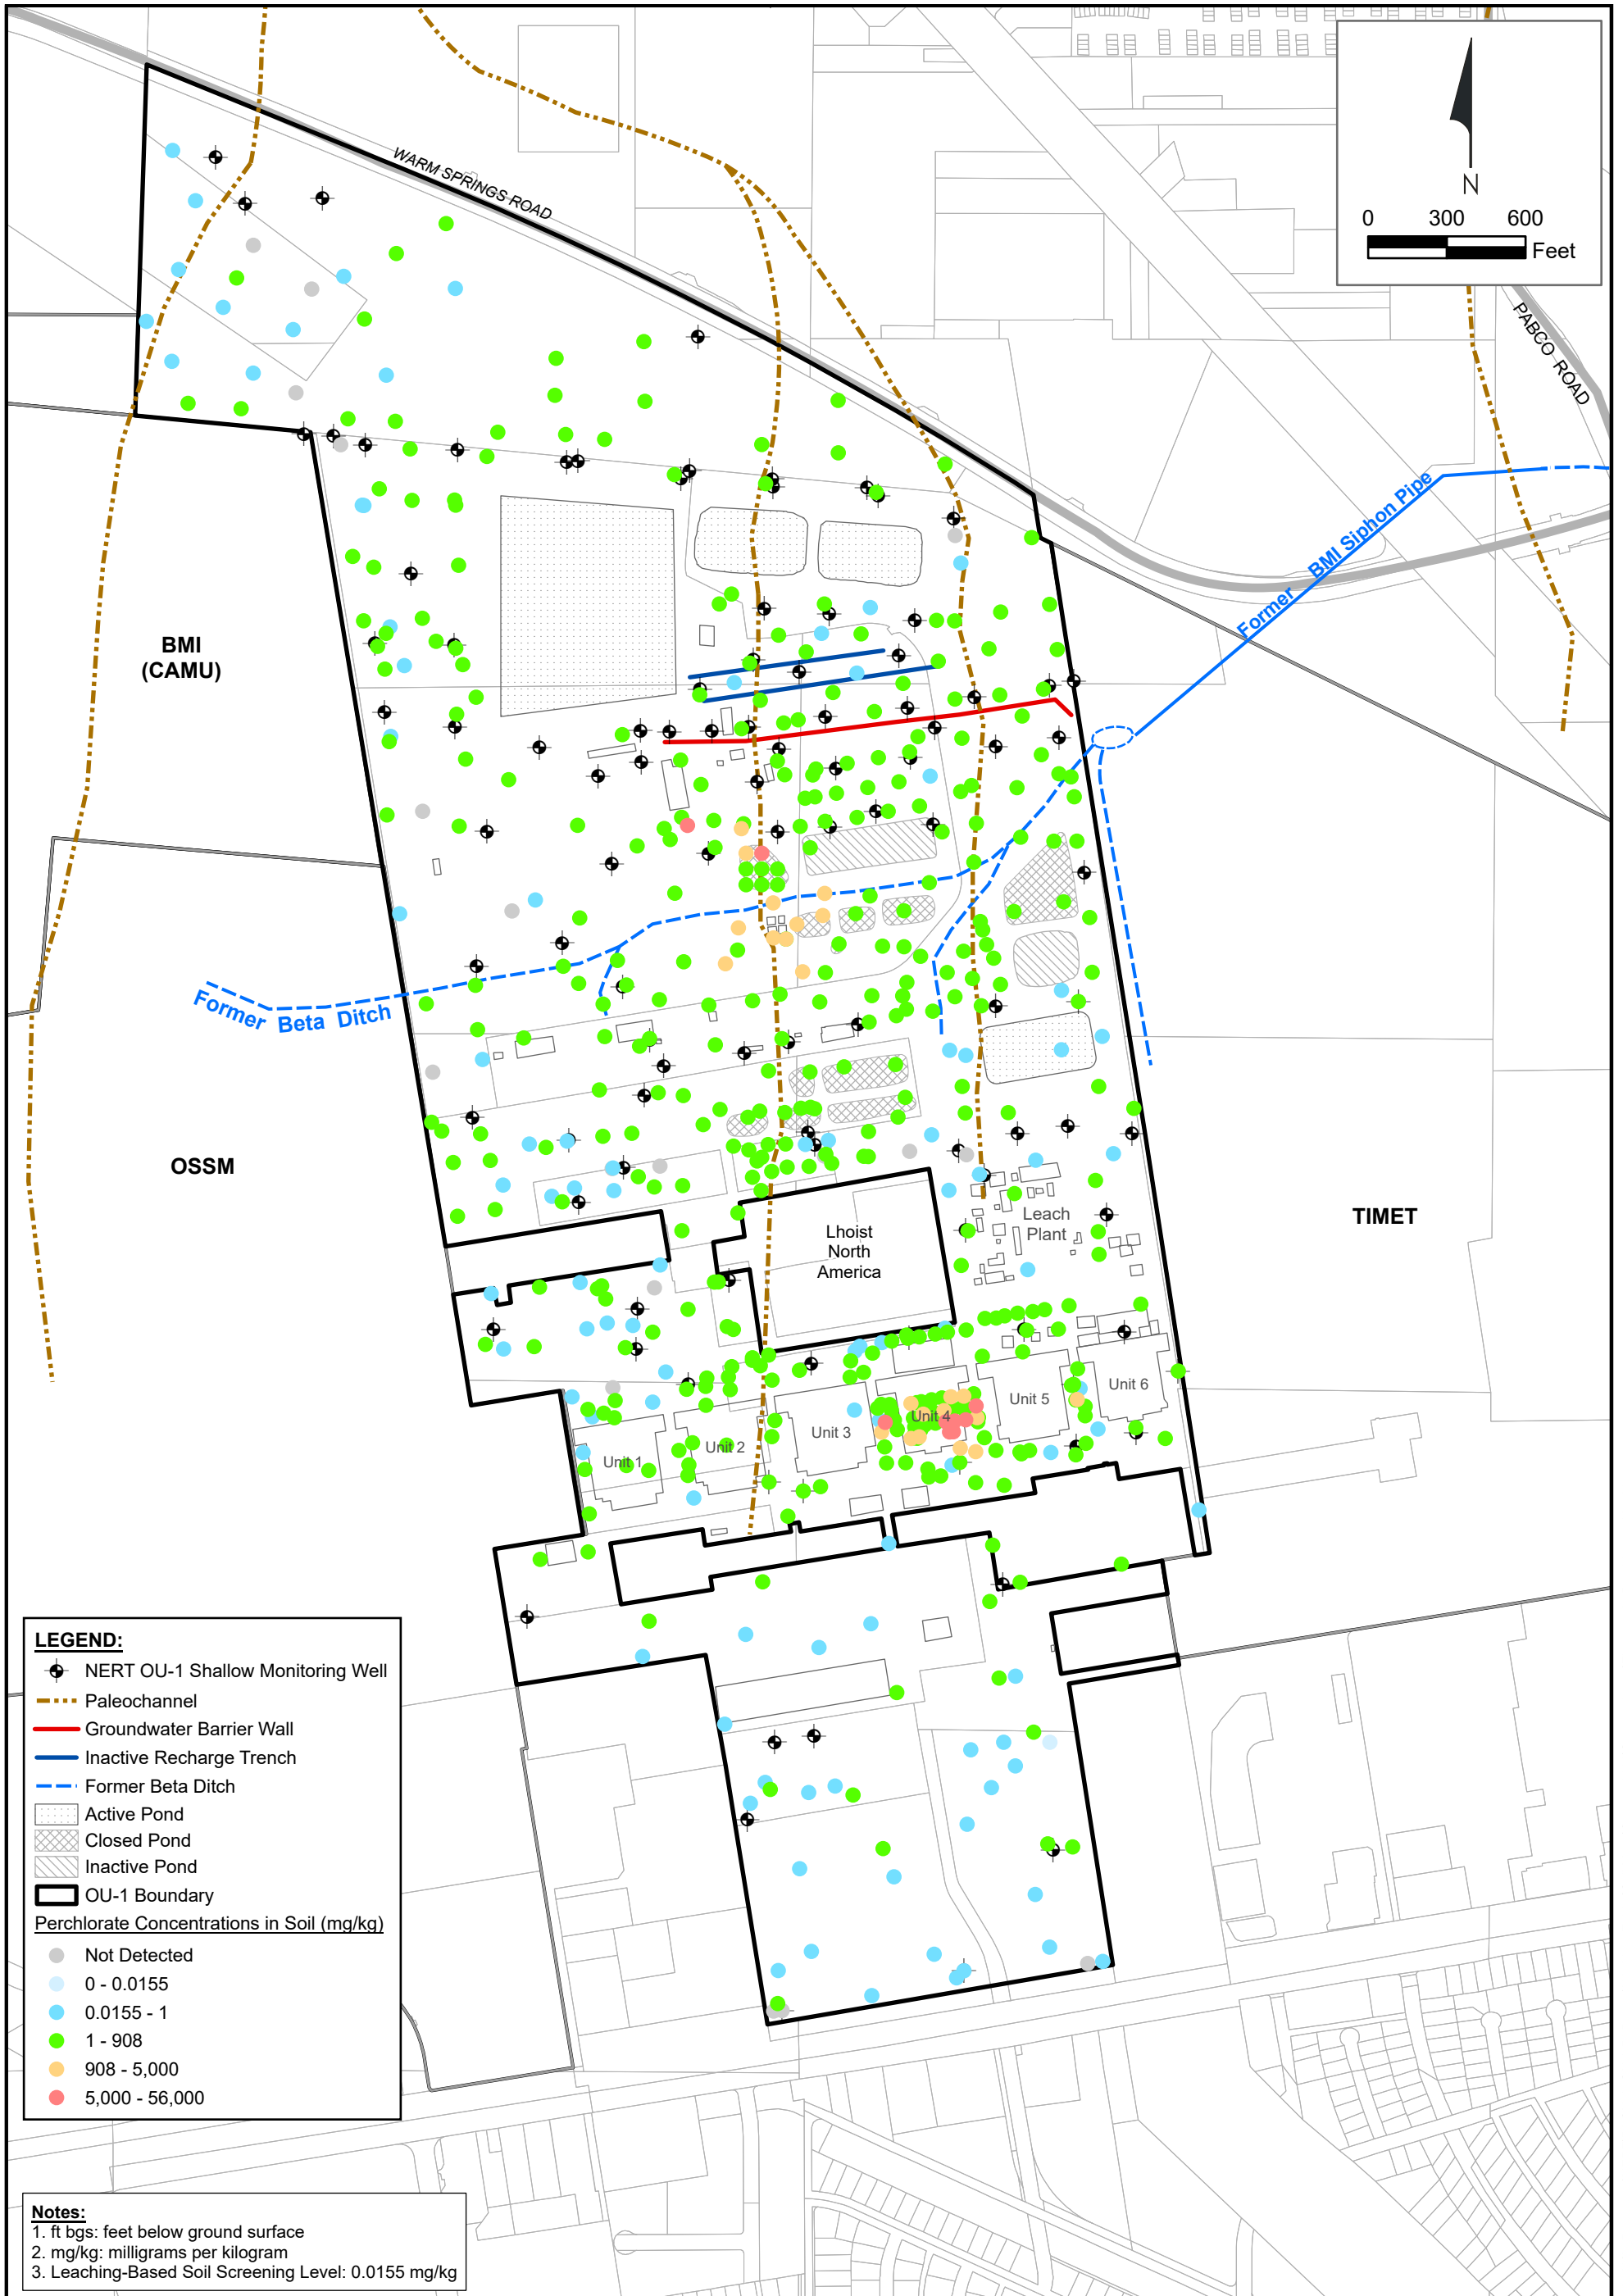 WARM SPRINGS ROAD
N
0 300 600
Feet
PABCO ROAD
Former BMI Siphon Pipe
BMI
(CAMU)
Former Beta Ditch
OSSM
TIMET
Lhoist
North
America
Leach
Plant
Unit 6
Unit 5
Unit 4
Unit 3
Unit 2
Unit 1
LEGEND:
NERT OU-1 Shallow Monitoring Well
Paleochannel
Groundwater Barrier Wall
Inactive Recharge Trench
Former Beta Ditch
Active Pond
Closed Pond
Inactive Pond
OU-1 Boundary
Perchlorate Concentrations in Soil (mg/kg)
Not Detected
0 - 0.0155
0.0155 - 1
1 - 908
908 - 5,000
5,000 - 56,000
Notes:
1. ft bgs: feet below ground surface
2. mg/kg: milligrams per kilogram
3. Leaching-Based Soil Screening Level: 0.0155 mg/kg